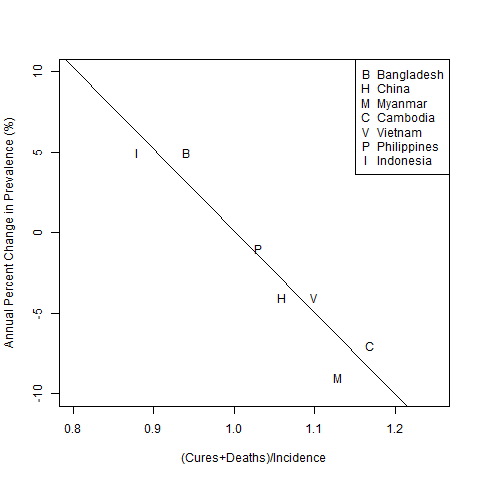 Annual Percent Change in Prevalence (%)
10
5
0
-5
-10
B Bangladesh
H China
M Myanmar
C Cambodia
V Vietnam
P Philippines
I Indonesia
I
B
P
H
V
C
M
0.8 0.9 1.0 1.1 1.2
(Cures+Deaths)/Incidence